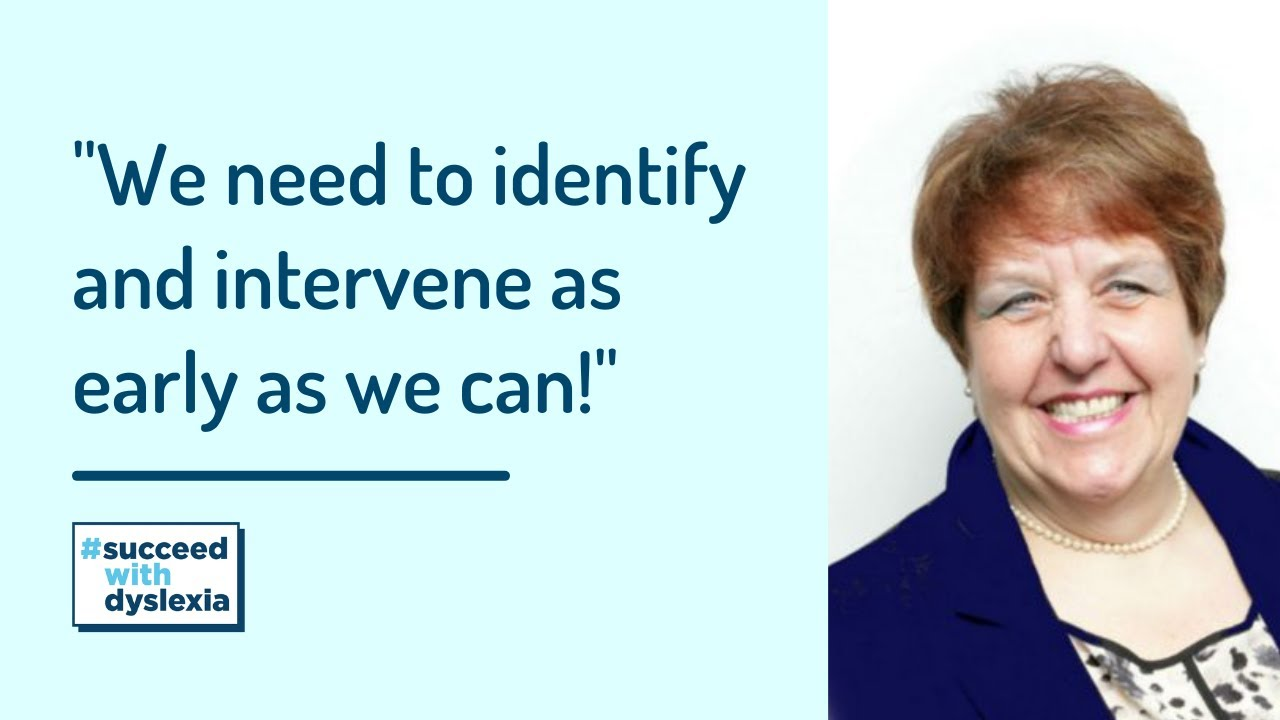 "We need to identify
and intervene as
early as we can!"
#succeed
with
dyslexia